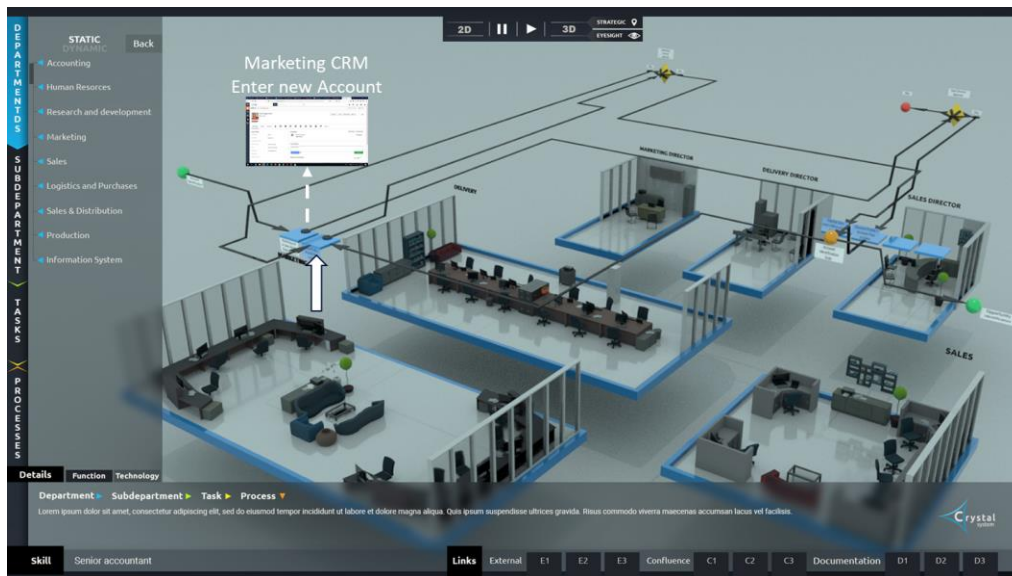 2D
3D
STRATEGIC
EYESIGHT
DEPARTMENTDS
SUBDEPARTMENT
TASKS
PROCESSES
STATIC
DYNAMIC
Back
Accounting
Human Resorces
Research and development
Marketing
Sales
Logistics and Purchases
Sales & Distribution
Production
Information System
Marketing CRM
Enter new Account
MARKETING DIRECTOR
DELIVERY DIRECTOR
SALES DIRECTOR
DELIVERY
SALES
Details
Function
Technology
Department
Subdepartment
Task
Process
Lorem ipsum dolor sit amet, consectetur adipiscing elit, sed do eiusmod tempor incididunt ut labore et dolore magna aliqua. Quis ipsum suspendisse ultrices gravida. Risus commodo viverra maecenas accumsan lacus vel facilisis.
Crystal
system
Skill
Senior accountant
Links
External
E1
E2
E3
Confluence
C1
C2
C3
Documentation
D1
D2
D3